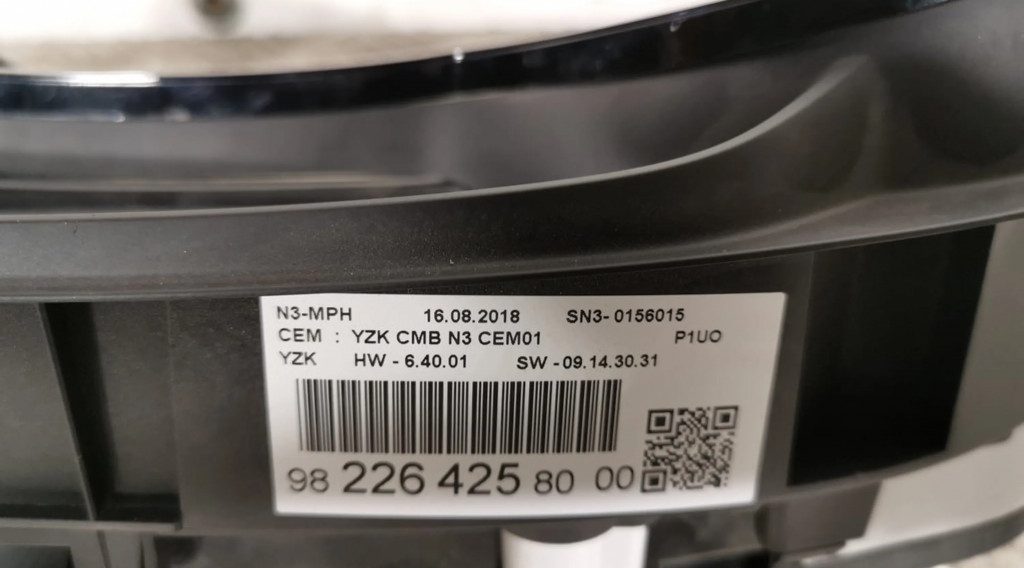 N3-MPH 16.08.2018 SN3- 0156015
CEM : YZK CMB N3 CEM01 P1UO
YZK HW - 6.40.01 SW - 09.14.30.31
98 226 425 80 00